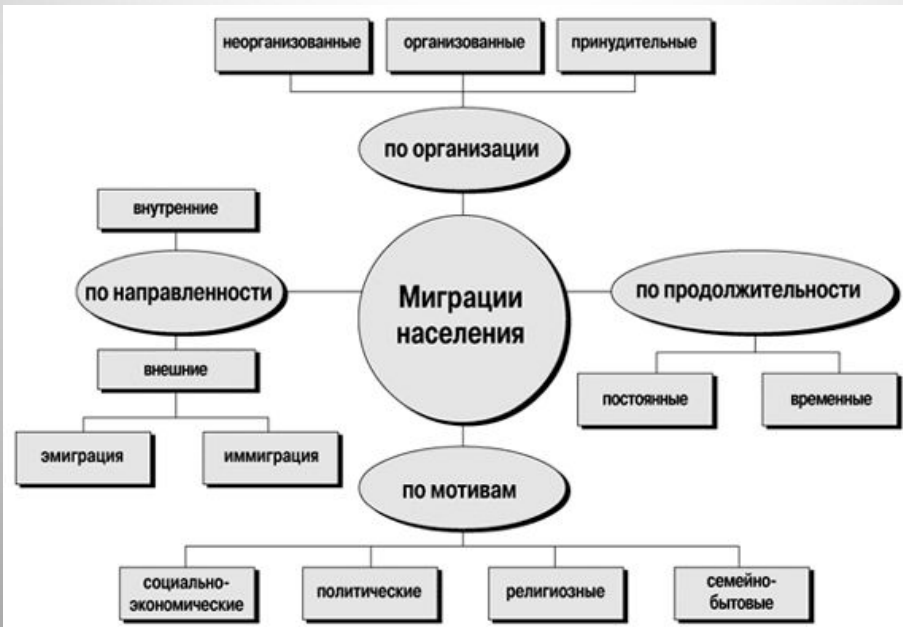 неорганизованные
организованные
принудительные
по организации
внутренние
по направленности
Миграции
населения
по продолжительности
внешние
постоянные
временные
эмиграция
иммиграция
по мотивам
социально-
экономические
политические
религиозные
семейно-
бытовые